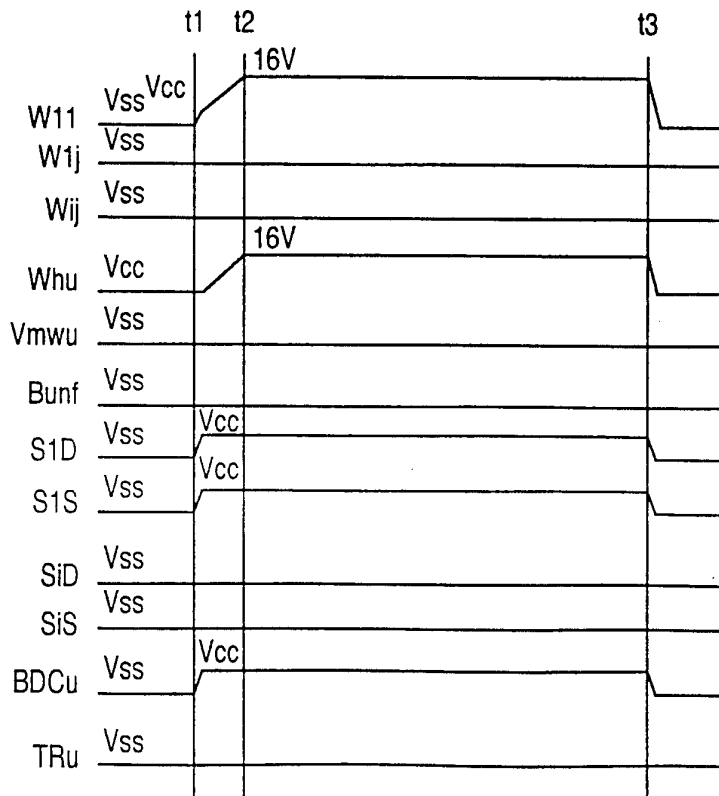 t1 t2 t3
16V
W11 Vss Vcc
W1j Vss
Wij Vss
16V
Whu Vcc
Vmwu Vss
Bunf Vss
S1D Vss Vcc
S1S Vss Vcc
SiD Vss
SiS Vss
BDCu Vss Vcc
TRu Vss